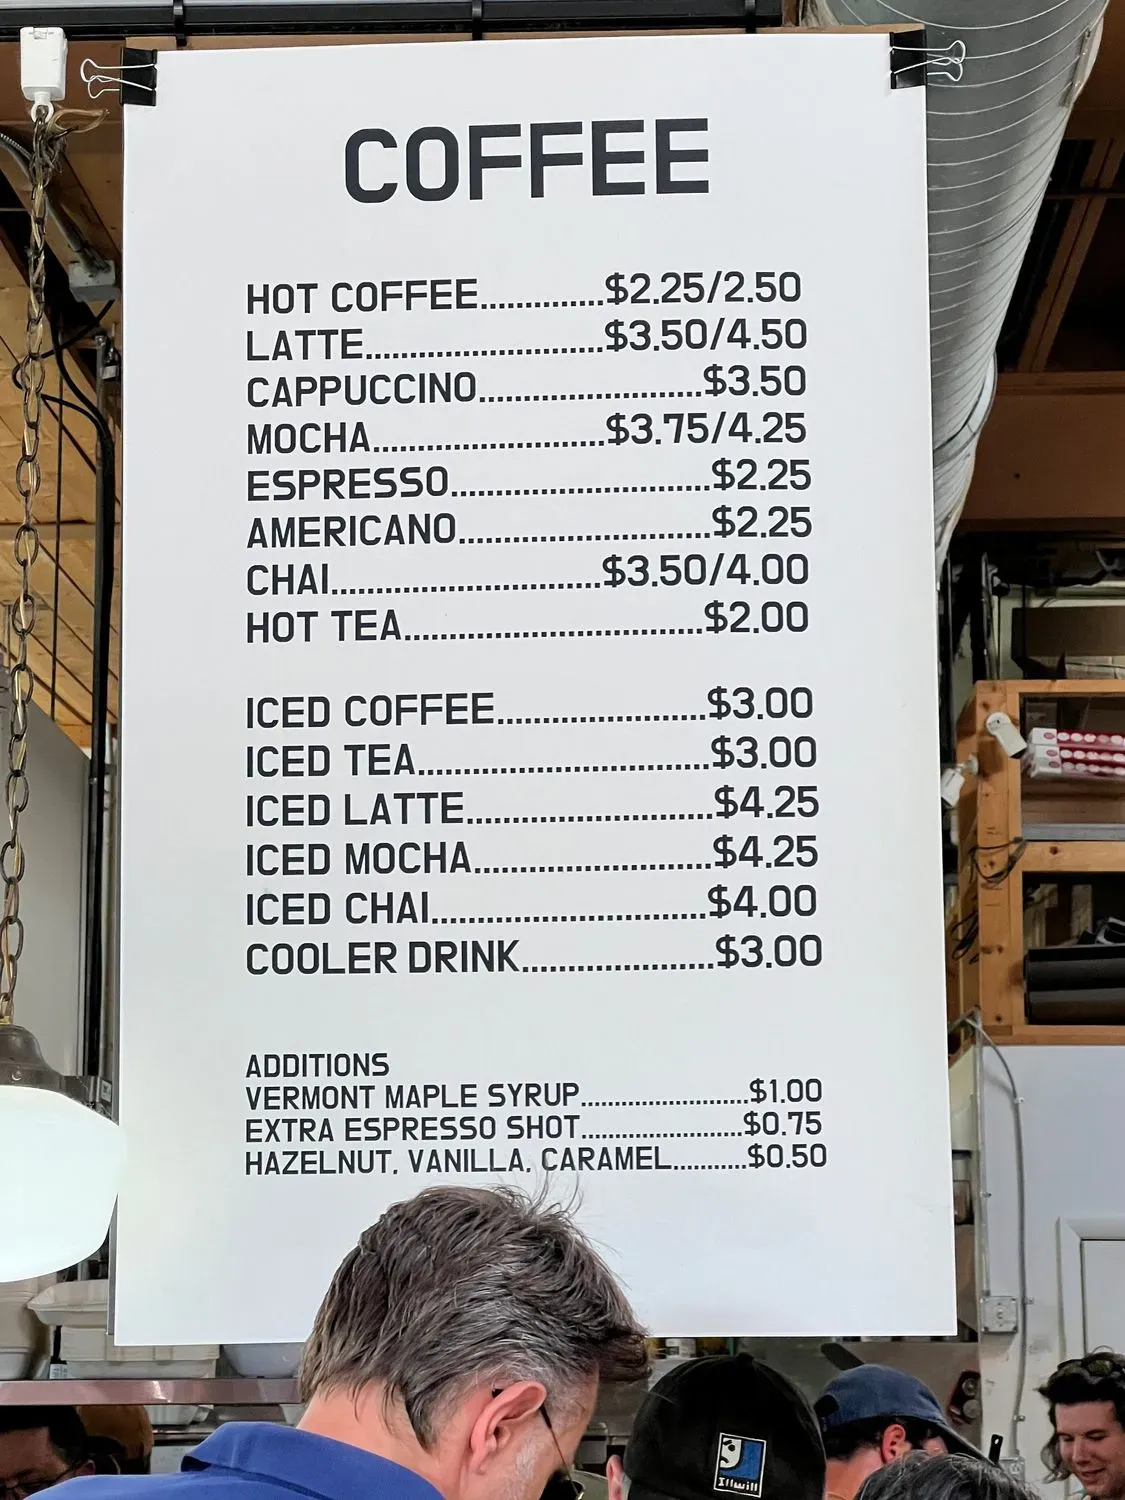 COFFEE
HOT COFFEE.............$2.25/2.50
LATTE..........................$3.50/4.50
CAPPUCCINO........................$3.50
MOCHA.........................$3.75/4.25
ESPRESSO............................$2.25
AMERICANO...........................$2.25
CHAI.............................$3.50/4.00
HOT TEA................................$2.00
ICED COFFEE.......................$3.00
ICED TEA................................$3.00
ICED LATTE...........................$4.25
ICED MOCHA..........................$4.25
ICED CHAI..............................$4.00
COOLER DRINK.....................$3.00
ADDITIONS
VERMONT MAPLE SYRUP.........................$1.00
EXTRA ESPRESSO SHOT........................$0.75
HAZELNUT, VANILLA, CARAMEL...........$0.50
Illwill